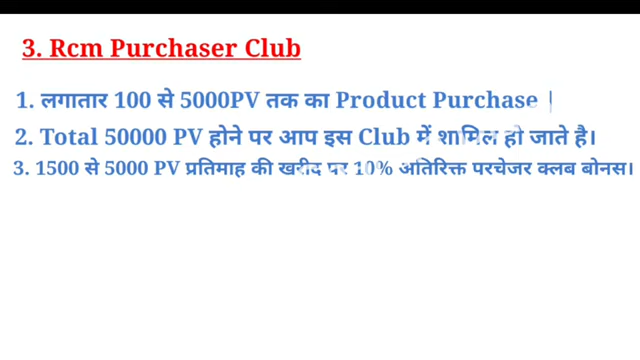 3. Rcm Purchaser Club
1. लगातार 100 से 5000PV तक का Product Purchase |
2. Total 50000 PV होने पर आप इस Club में शामिल हो जाते है।
3. 1500 से 5000 PV प्रतिमाह की खरीद पर 10% अतिरिक्त परचेजर क्लब बोनस।